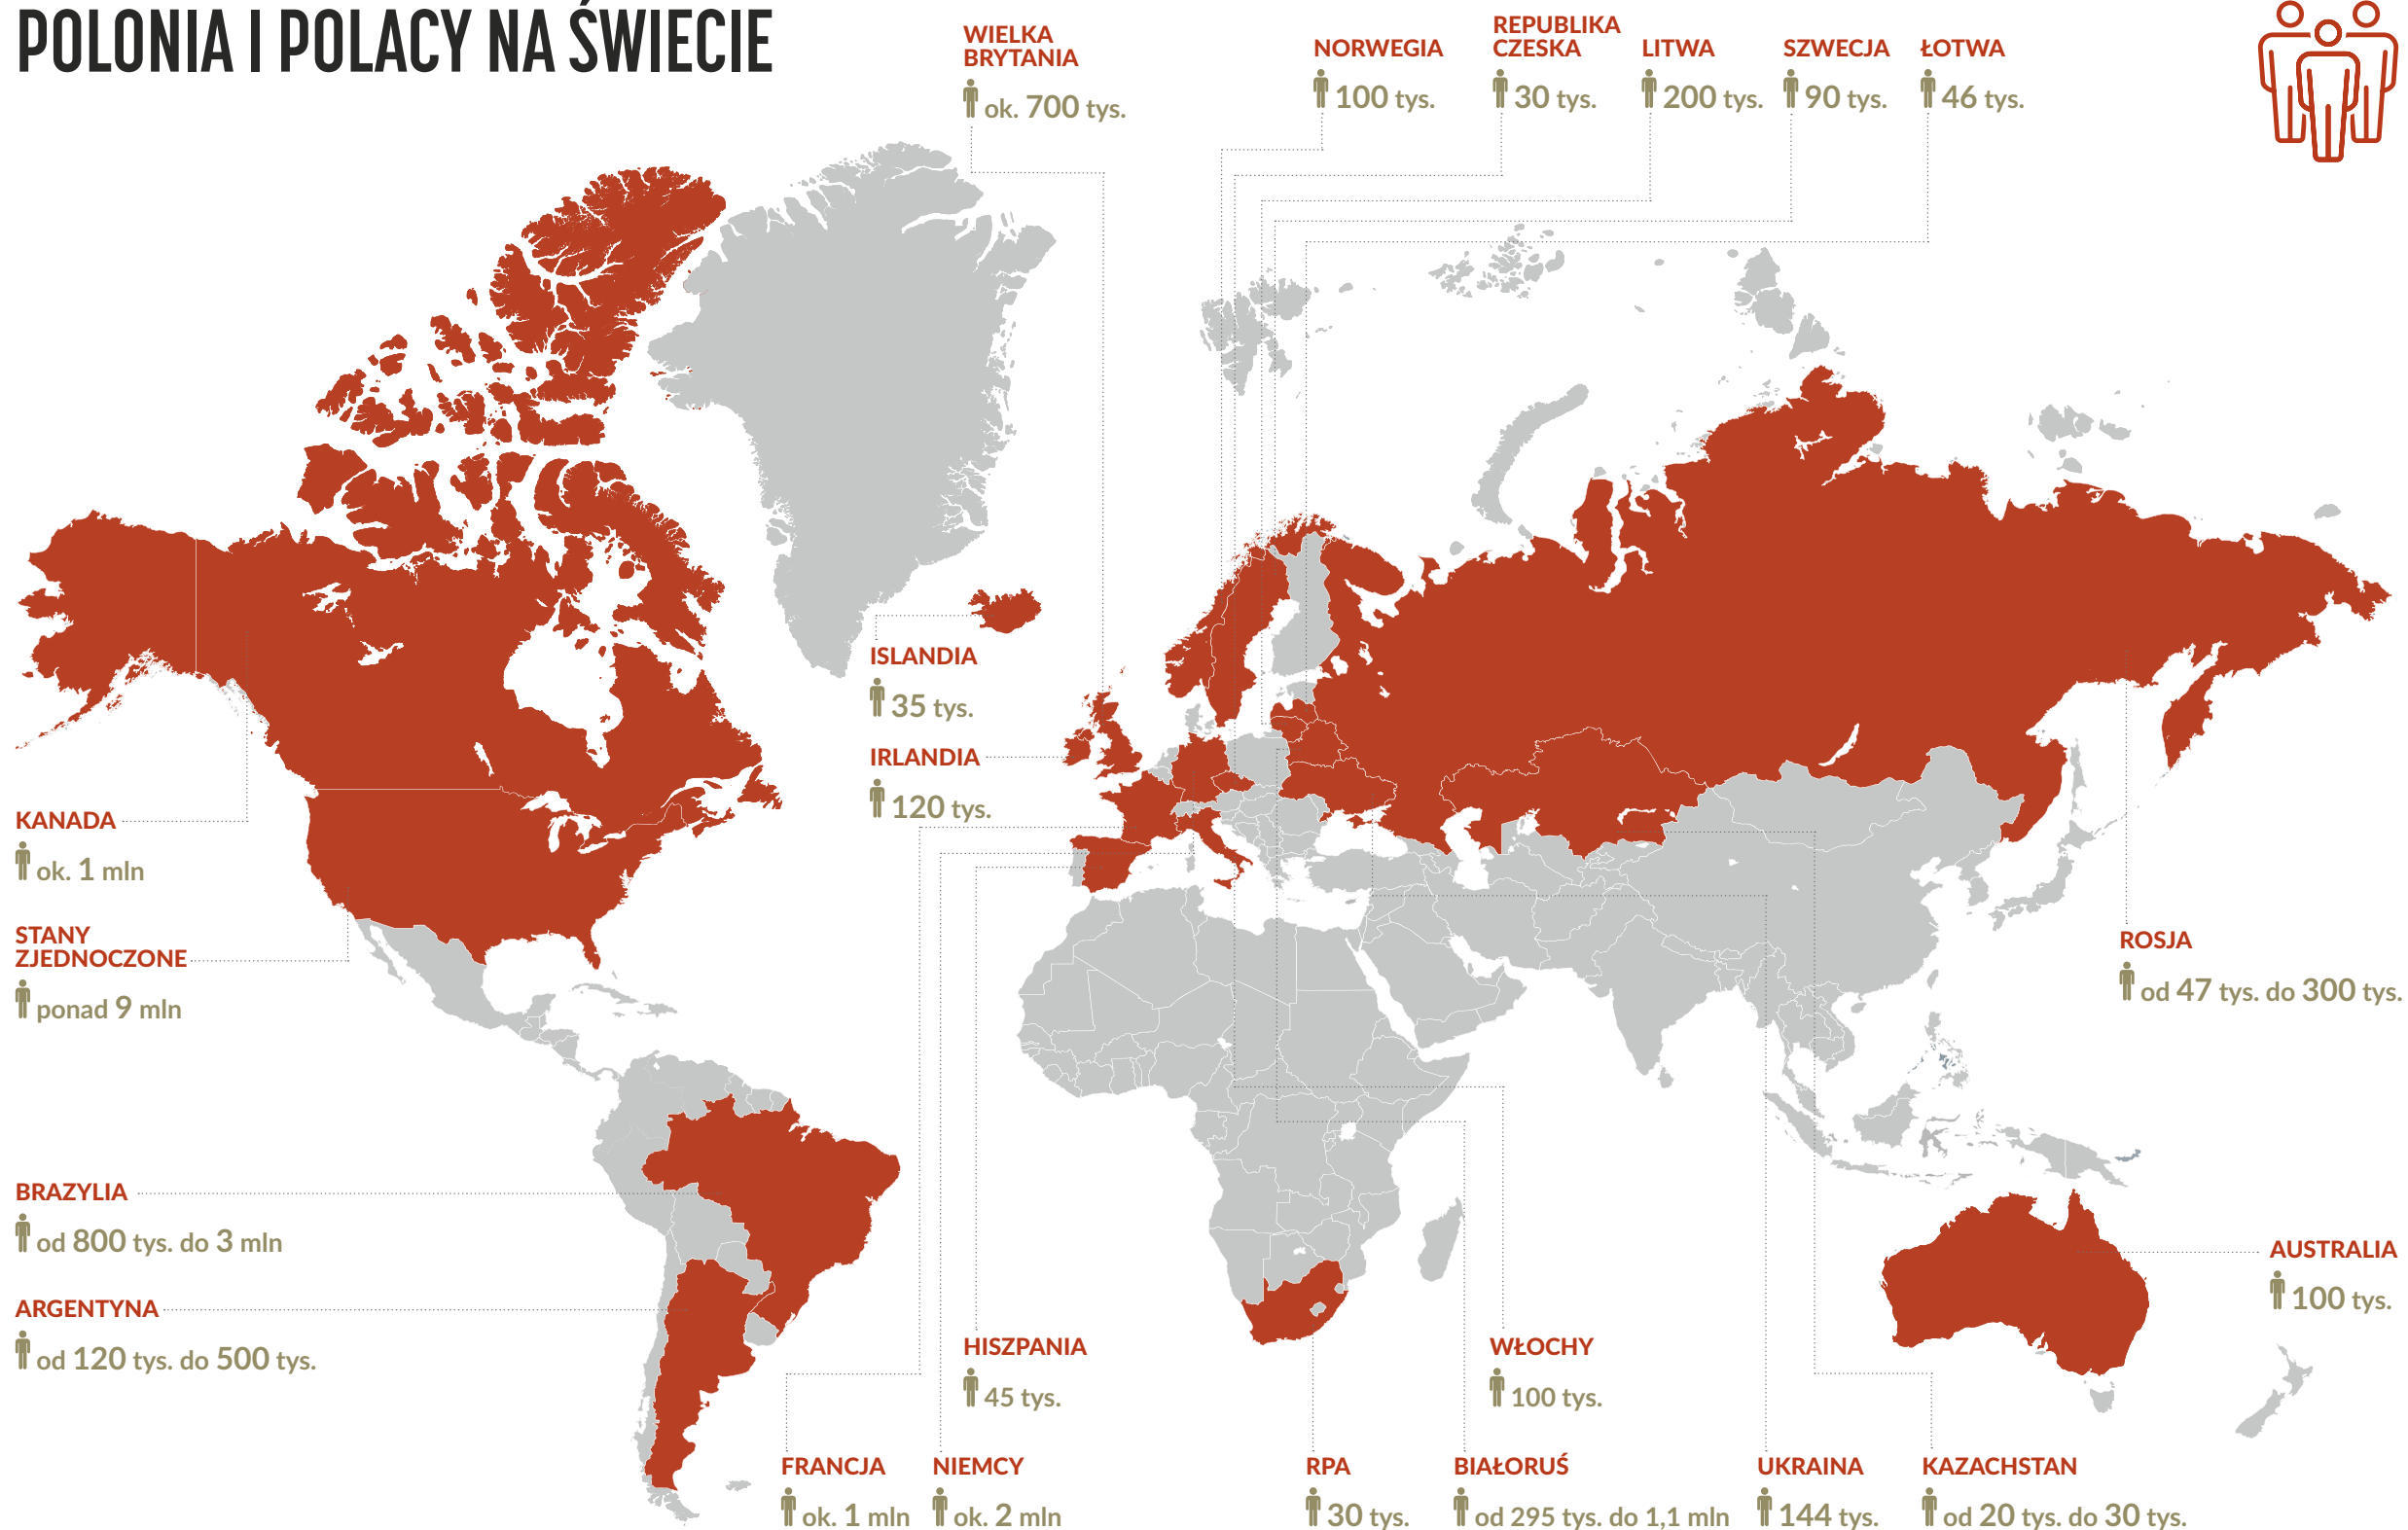 POLONIA I POLACY NA ŚWIECIE
WIELKA
BRYTANIA
ok. 700 tys.
NORWEGIA
100 tys.
REPUBLIKA
CZESKA
30 tys.
LITWA
200 tys.
SZWECJA
90 tys.
ŁOTWA
46 tys.
ISLANDIA
35 tys.
IRLANDIA
120 tys.
KANADA
ok. 1 mln
STANY
ZJEDNOCZONE
ponad 9 mln
ROSJA
od 47 tys. do 300 tys.
BRAZYLIA
od 800 tys. do 3 mln
ARGENTYNA
od 120 tys. do 500 tys.
AUSTRALIA
100 tys.
HISZPANIA
45 tys.
WŁOCHY
100 tys.
FRANCJA
ok. 1 mln
NIEMCY
ok. 2 mln
RPA
30 tys.
BIAŁORUŚ
od 295 tys. do 1,1 mln
UKRAINA
144 tys.
KAZACHSTAN
od 20 tys. do 30 tys.